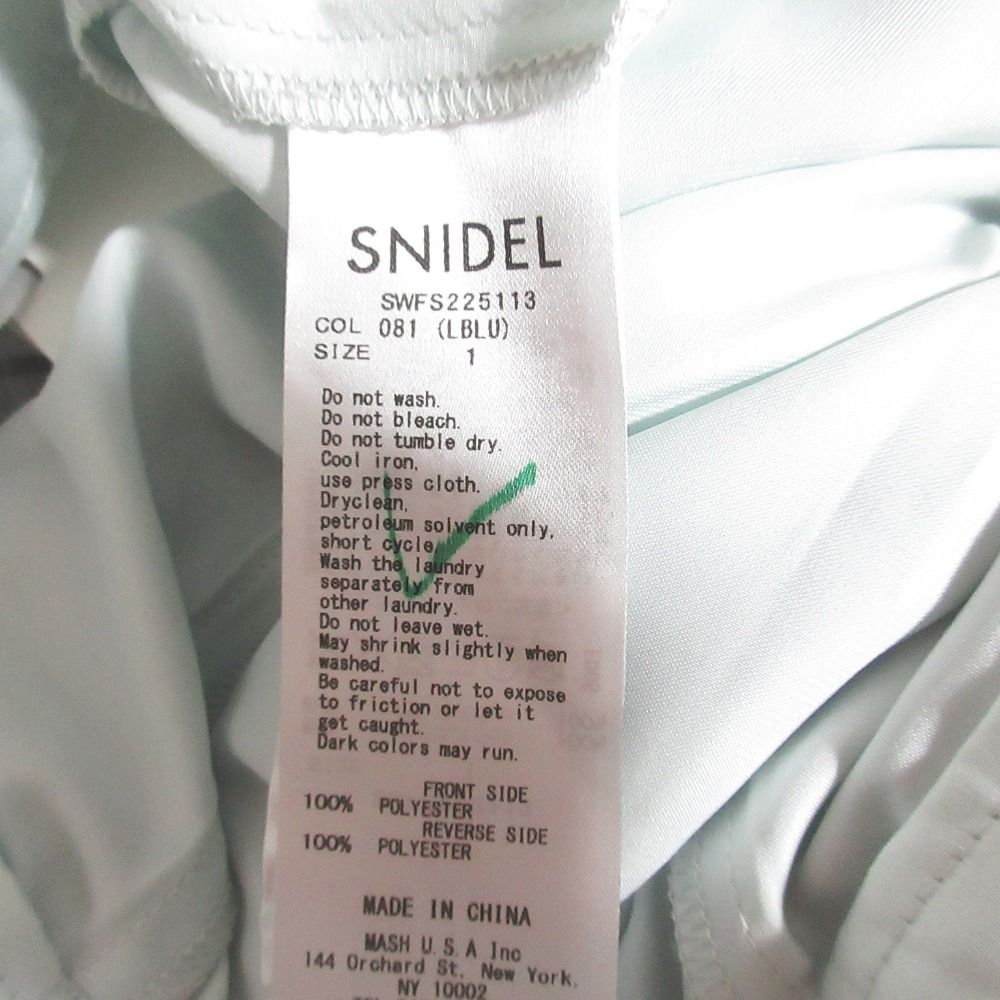 SNIDEL
SWFS225113
COL 081 (LBLU)
SIZE 1
Do not wash.
Do not bleach.
Do not tumble dry.
Cool iron,
use press cloth.
Dryclean,
petroleum solvent only,
short cycle.
Wash the laundry
separately from
other laundry.
Do not leave wet.
May shrink slightly when
washed.
Be careful not to expose
to friction or let it
get caught.
Dark colors may run.
FRONT SIDE
100% POLYESTER
REVERSE SIDE
100% POLYESTER
MADE IN CHINA
MASH U.S.A Inc
144 Orchard St. New York.
NY 10002